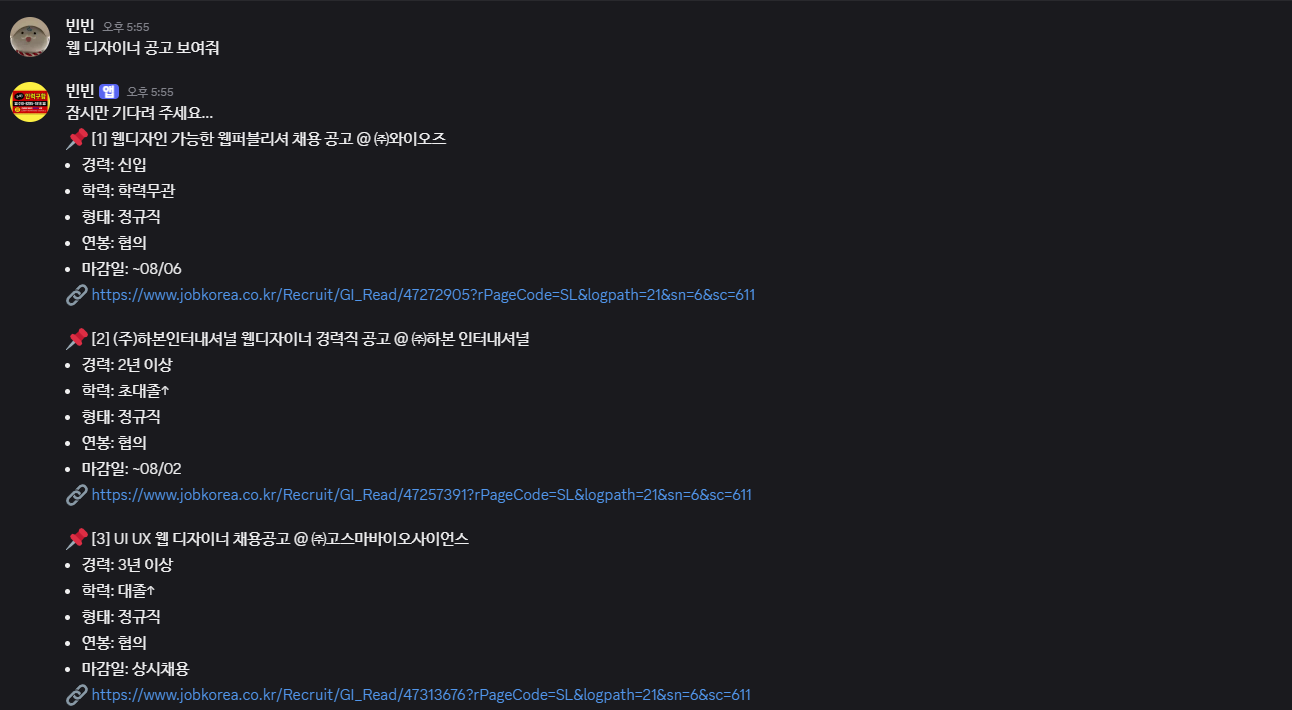 빈빈 오후 5:55
웹 디자이너 공고 보여줘
빈빈 앱 오후 5:55
잠시만 기다려 주세요...
📌 [1] 웹디자인 가능한 웹퍼블리셔 채용 공고 @ ㈜와이오즈
• 경력: 신입
• 학력: 학력무관
• 형태: 정규직
• 연봉: 협의
• 마감일: ~08/06
🔗 https://www.jobkorea.co.kr/Recruit/GI_Read/47272905?rPageCode=SL&logpath=21&sn=6&sc=611
📌 [2] (주)하본인터내셔널 웹디자이너 경력직 공고 @ ㈜하본 인터내셔널
• 경력: 2년 이상
• 학력: 초대졸↑
• 형태: 정규직
• 연봉: 협의
• 마감일: ~08/02
🔗 https://www.jobkorea.co.kr/Recruit/GI_Read/47257391?rPageCode=SL&logpath=21&sn=6&sc=611
📌 [3] UI UX 웹 디자이너 채용공고 @ ㈜고스마바이오사이언스
• 경력: 3년 이상
• 학력: 대졸↑
• 형태: 정규직
• 연봉: 협의
• 마감일: 상시채용
🔗 https://www.jobkorea.co.kr/Recruit/GI_Read/47313676?rPageCode=SL&logpath=21&sn=6&sc=611